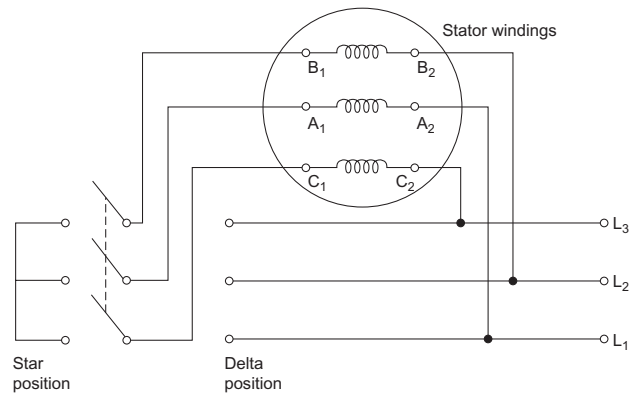 Stator windings
B₁ B₂
A₁ A₂
C₁ C₂
L₃
L₂
L₁
Star
position
Delta
position